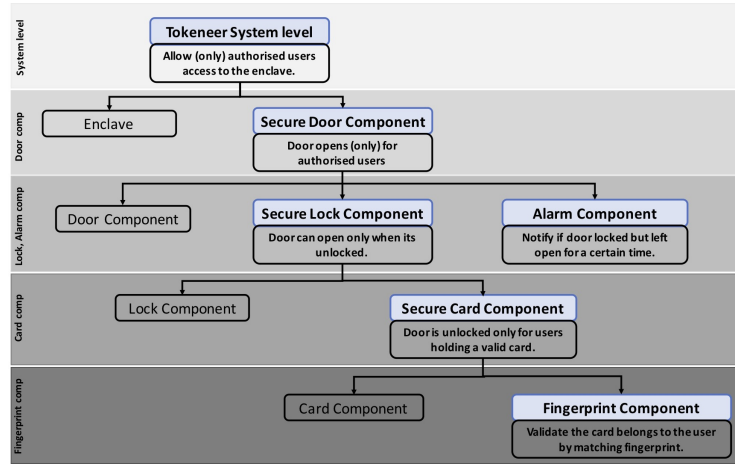 System level
Tokeneer System level
Allow (only) authorised users
access to the enclave.
Door comp
Enclave
Secure Door Component
Door opens (only) for
authorised users
Lock, Alarm comp
Door Component
Secure Lock Component
Door can open only when its
unlocked.
Alarm Component
Notify if door locked but left
open for a certain time.
Card comp
Lock Component
Secure Card Component
Door is unlocked only for users
holding a valid card.
Fingerprint comp
Card Component
Fingerprint Component
Validate the card belongs to the user
by matching fingerprint.